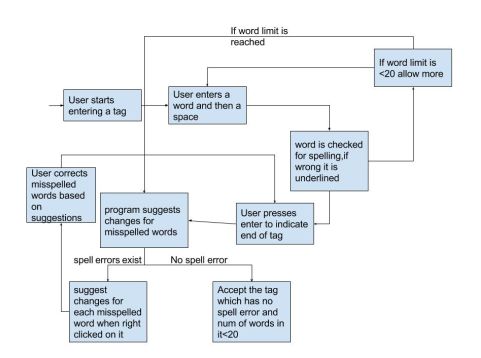 If word limit is
reached
If word limit is
<20 allow more
User starts
entering a tag
User enters a
word and then a
space
word is checked
for spelling,if
wrong it is
underlined
User corrects
misspelled
words based
on
suggestions
program suggests
changes for
misspelled words
User presses
enter to indicate
end of tag
spell errors exist
No spell error
suggest
changes for
each misspelled
word when right
clicked on it
Accept the tag
which has no
spell error and
num of words in
it<20